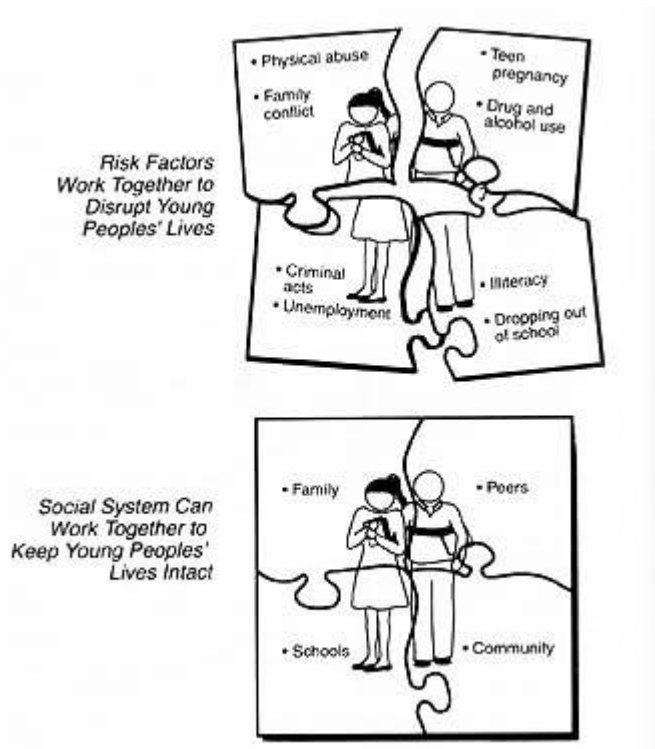 • Physical abuse
• Family
conflict
• Teen
pregnancy
• Drug and
alcohol use
Risk Factors
Work Together to
Disrupt Young
Peoples' Lives
• Criminal
acts
• Unemployment
• Illiteracy
• Dropping out
of school
Social System Can
Work Together to
Keep Young Peoples'
Lives Intact
• Family
• Peers
• Schools
• Community